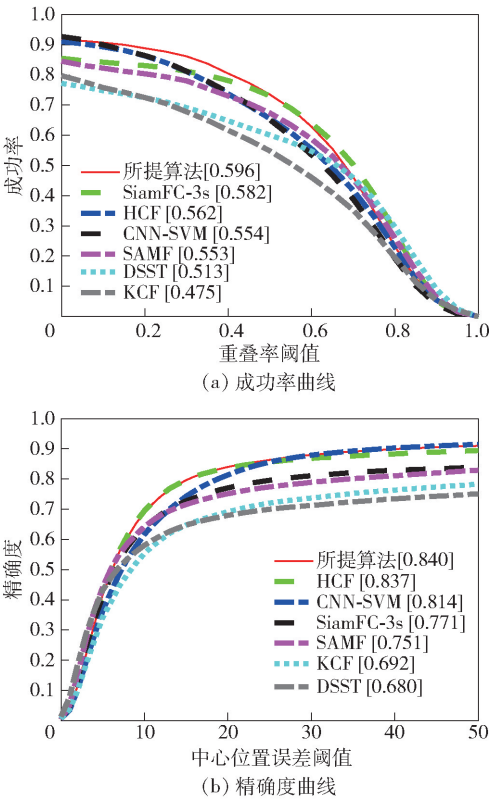 1.0
0.9
0.8
0.7
0.6
0.5
0.4
0.3
0.2
0.1
成功率
所提算法[0.596]
SiamFC-3s [0.582]
HCF [0.562]
CNN-SVM [0.554]
SAMF [0.553]
DSST [0.513]
KCF [0.475]
0 0.2 0.4 0.6 0.8 1.0
重叠率阈值
(a) 成功率曲线
1.0
0.9
0.8
0.7
0.6
0.5
0.4
0.3
0.2
0.1
精确度
所提算法[0.840]
HCF [0.837]
CNN-SVM [0.814]
SiamFC-3s [0.771]
SAMF [0.751]
KCF [0.692]
DSST [0.680]
0 10 20 30 40 50
中心位置误差阈值
(b) 精确度曲线